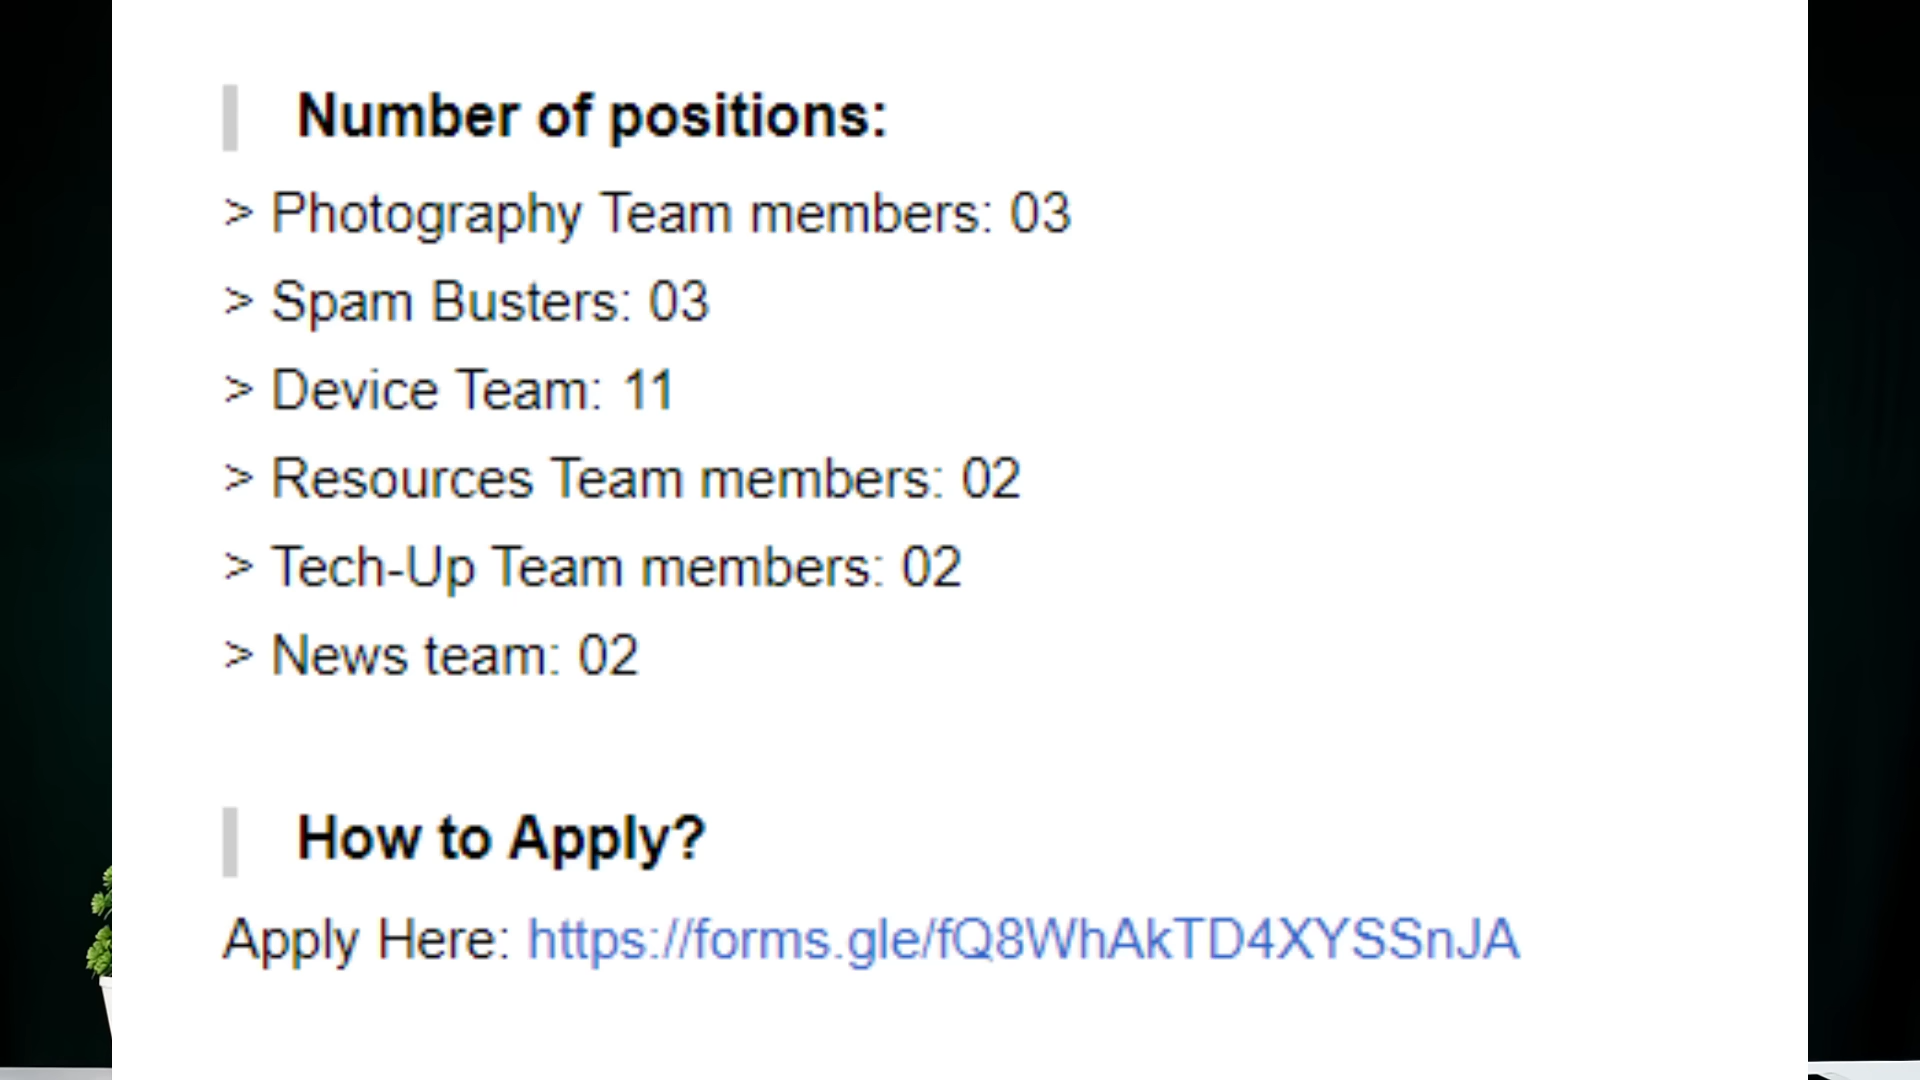 Number of positions:
> Photography Team members: 03
> Spam Busters: 03
> Device Team: 11
> Resources Team members: 02
> Tech-Up Team members: 02
> News team: 02
How to Apply?
Apply Here: https://forms.gle/fQ8WhAkTD4XYSSnJA